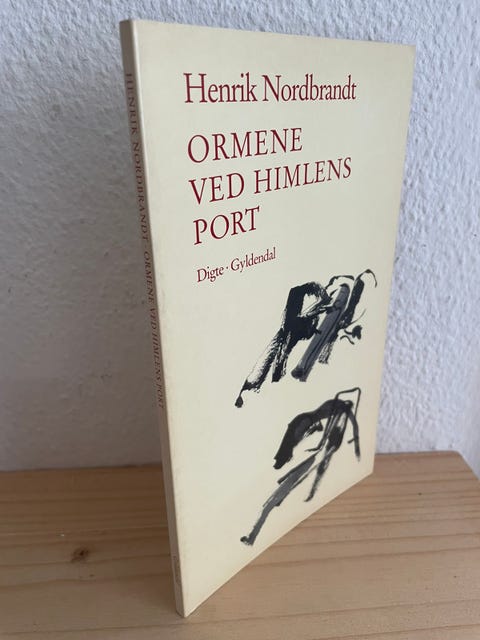 Henrik Nordbrandt
ORMENE
VED HIMLENS
PORT
Digte · Gyldendal
HENRIK NORDBRANDT · ORMENE VED HIMLENS PORT